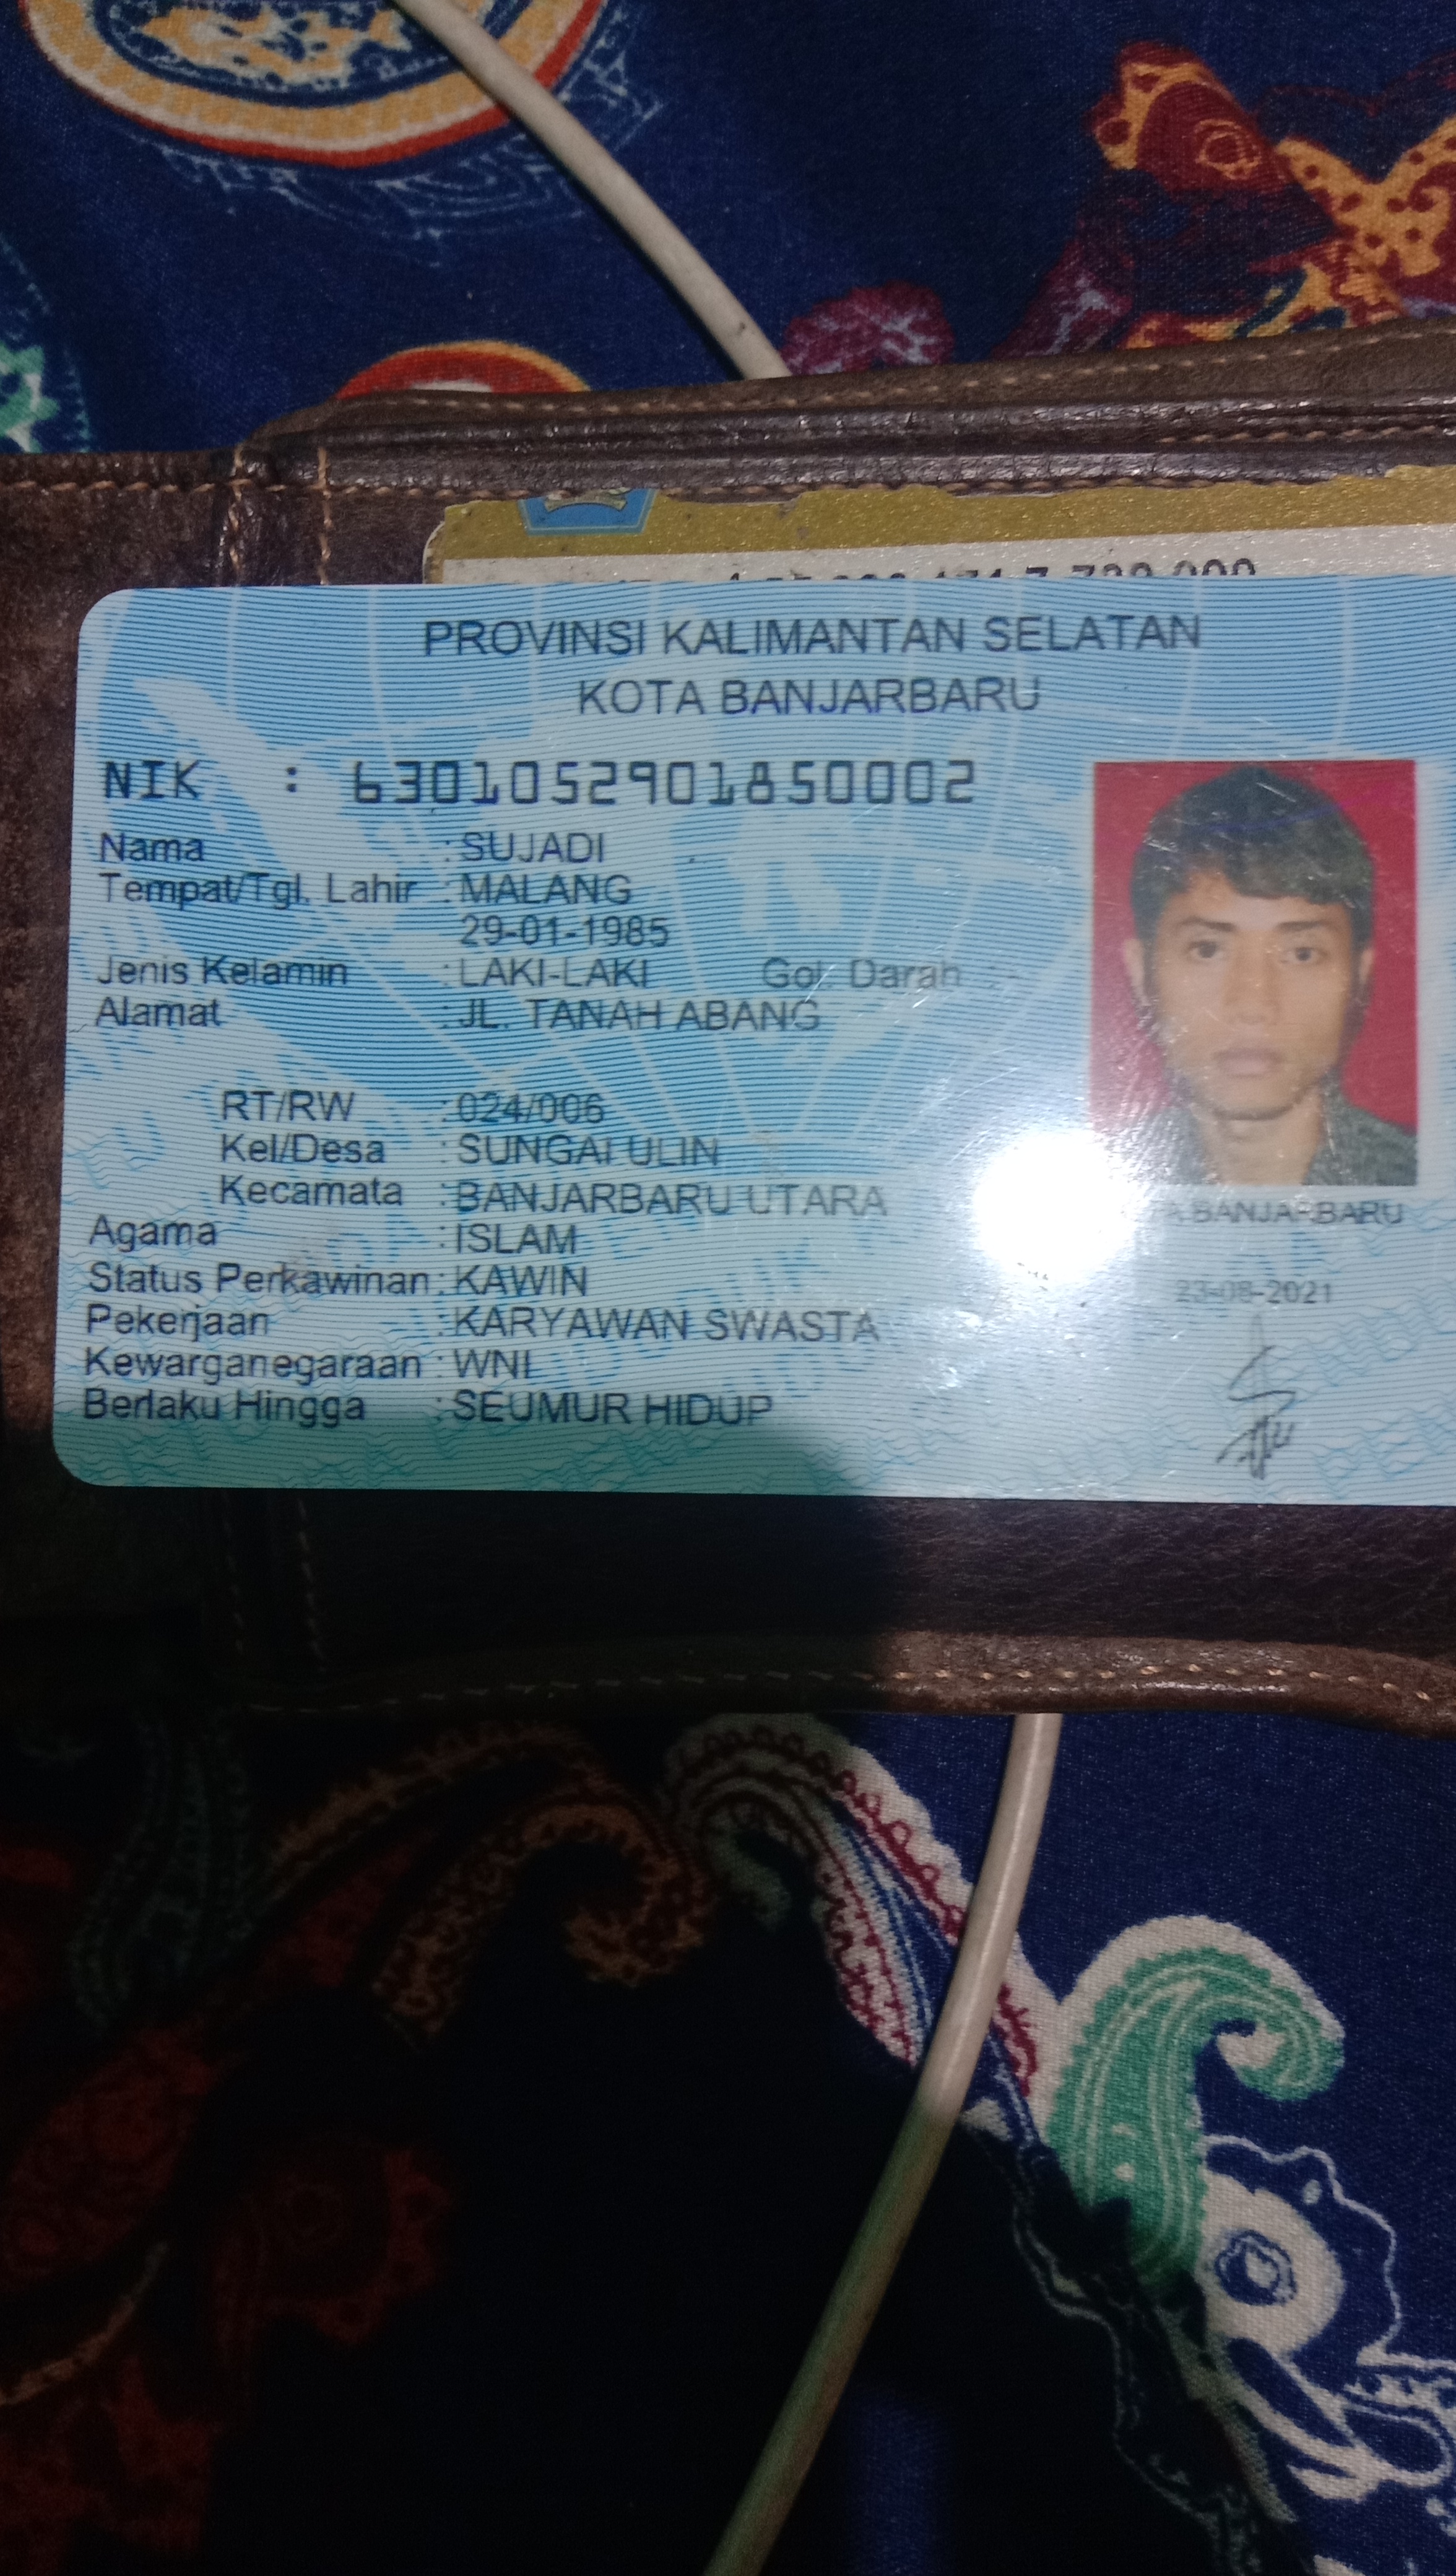 PROVINSI KALIMANTAN SELATAN
KOTA BANJARBARU
NIK : 6301052901850002
Nama : SUJADI
Tempat/Tgl. Lahir : MALANG
29-01-1985
Jenis Kelamin : LAKI-LAKI Gol. Darah : -
Alamat : JL. TANAH ABANG
RT/RW : 024/006
Kel/Desa : SUNGAI ULIN
Kecamata : BANJARBARU UTARA
Agama : ISLAM
Status Perkawinan : KAWIN
Pekerjaan : KARYAWAN SWASTA
Kewarganegaraan : WNI
Berlaku Hingga : SEUMUR HIDUP
BANJARBARU
23-08-2021